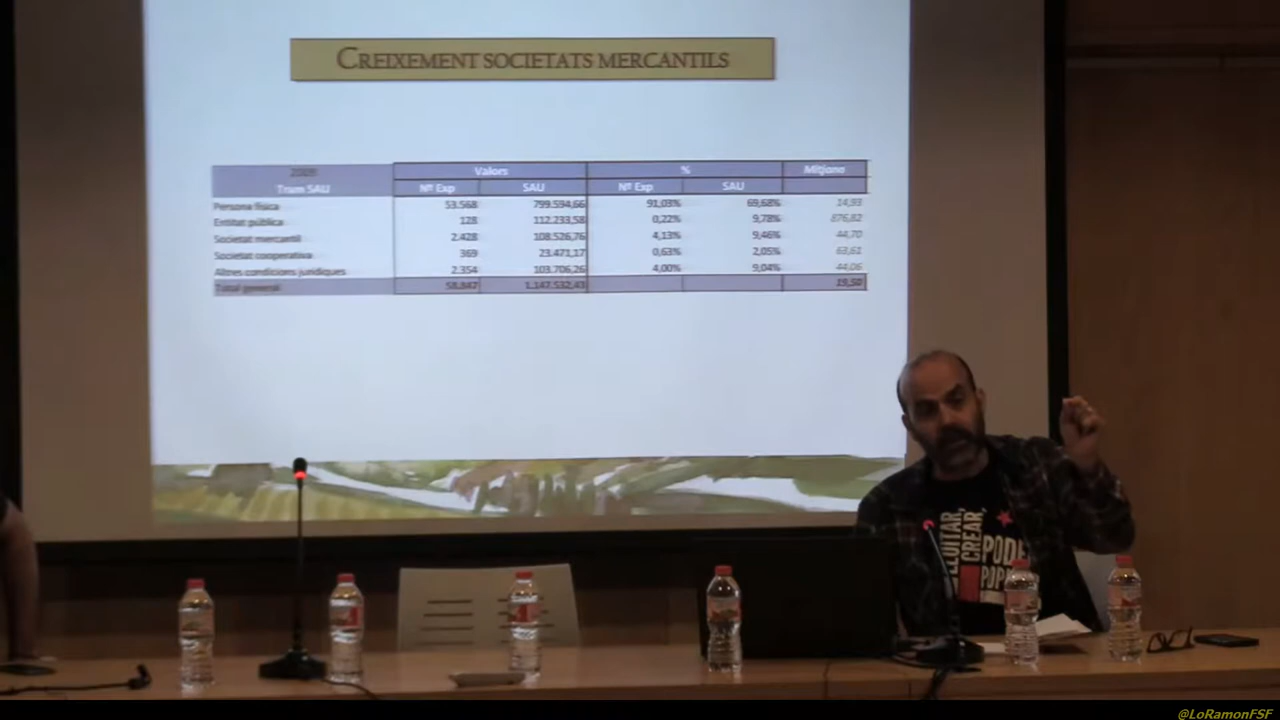 CREIXEMENT SOCIETATS MERCANTILS
2009 Valors % Mitjana
Tram SAU Nº Exp SAU Nº Exp SAU
Persona física 53.568 799.594,66 91,03% 69,68% 14,93
Entitat pública 128 112.233,58 0,22% 9,78% 876,82
Societat mercantil 2.428 108.526,76 4,13% 9,46% 44,70
Societat cooperativa 369 23.471,17 0,63% 2,05% 63,61
Altres condicions jurídiques 2.354 103.706,26 4,00% 9,04% 44,06
Total general 58.847 1.147.532,43 19,50
LLUITAR,
CREAR,
PODE
POP
@LoRamonFSF